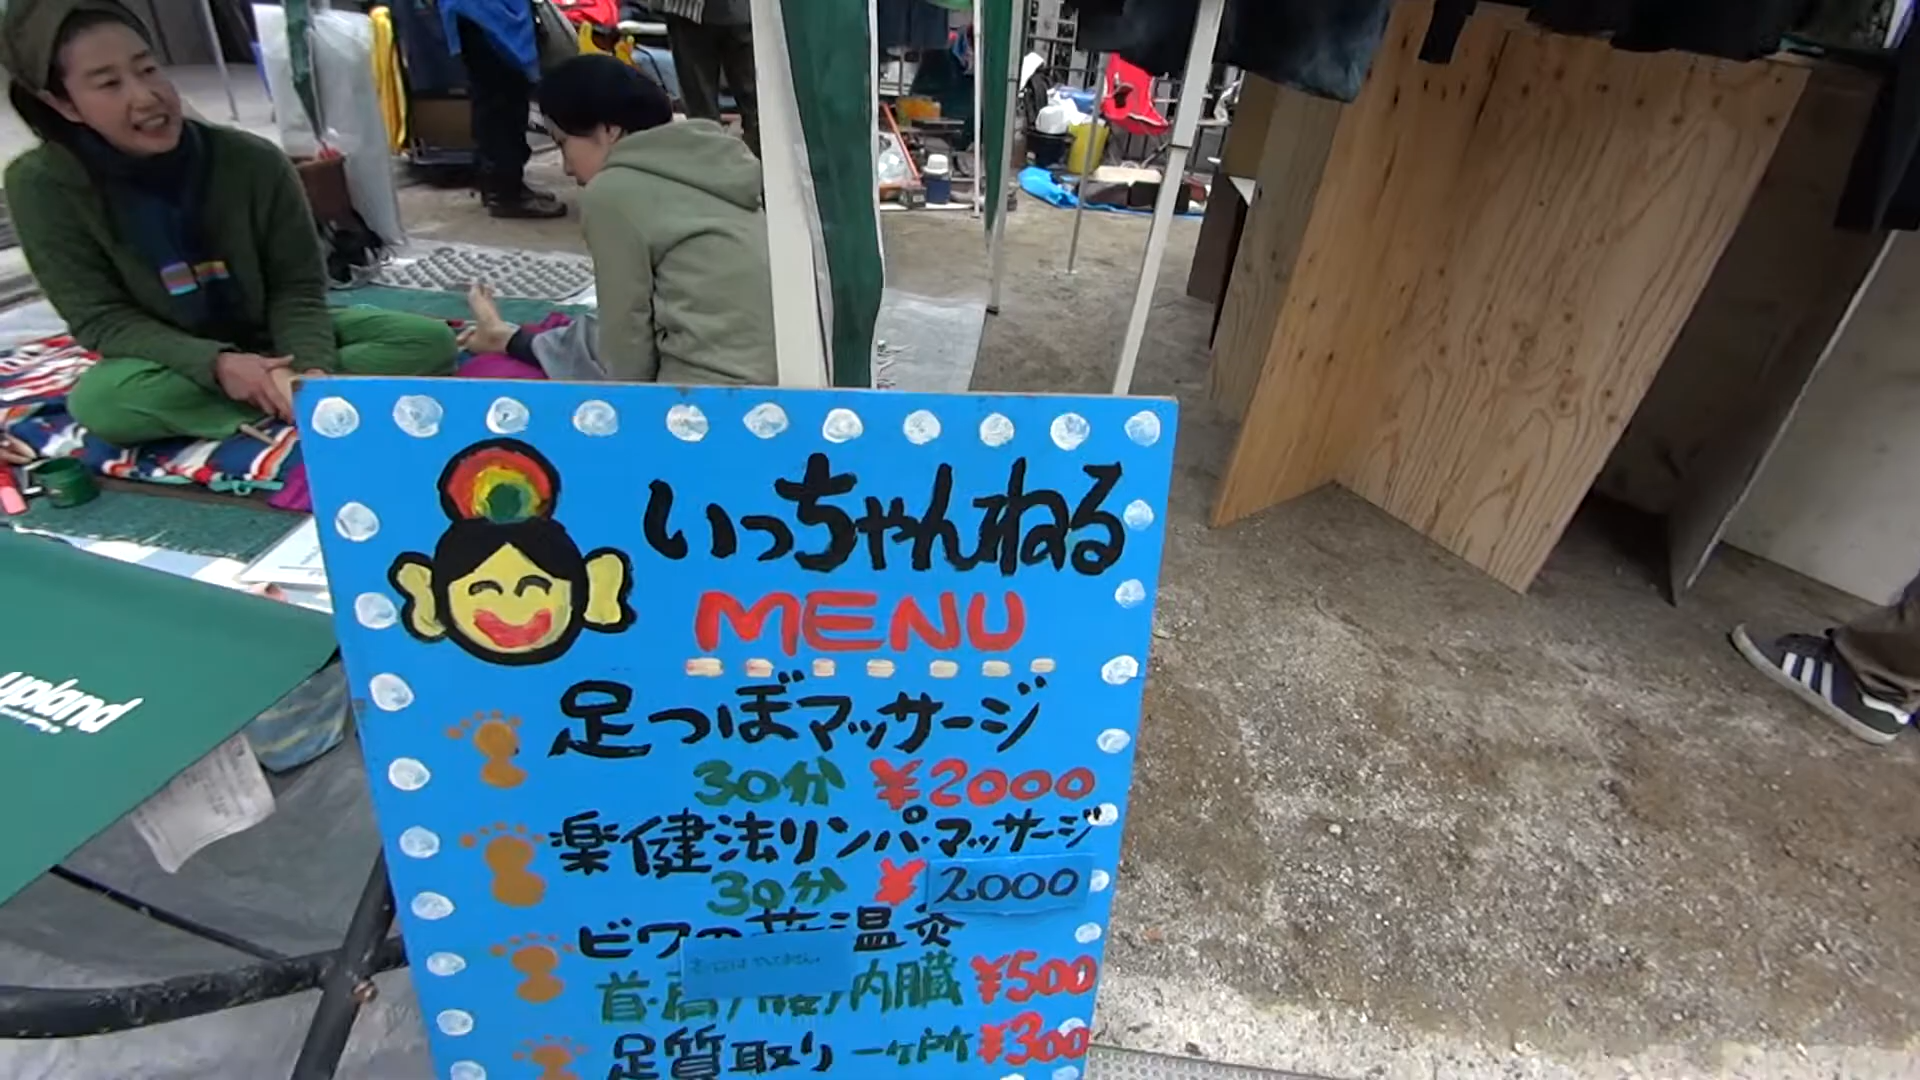 いっちゃんねる
MENU
足つぼマッサージ
30分 ¥2000
楽健法リンパマッサージ
30分 ¥2000
ビワの葉温灸
首・肩/腰/内臓 ¥500
足質取り 一ヶ所 ¥300
upland